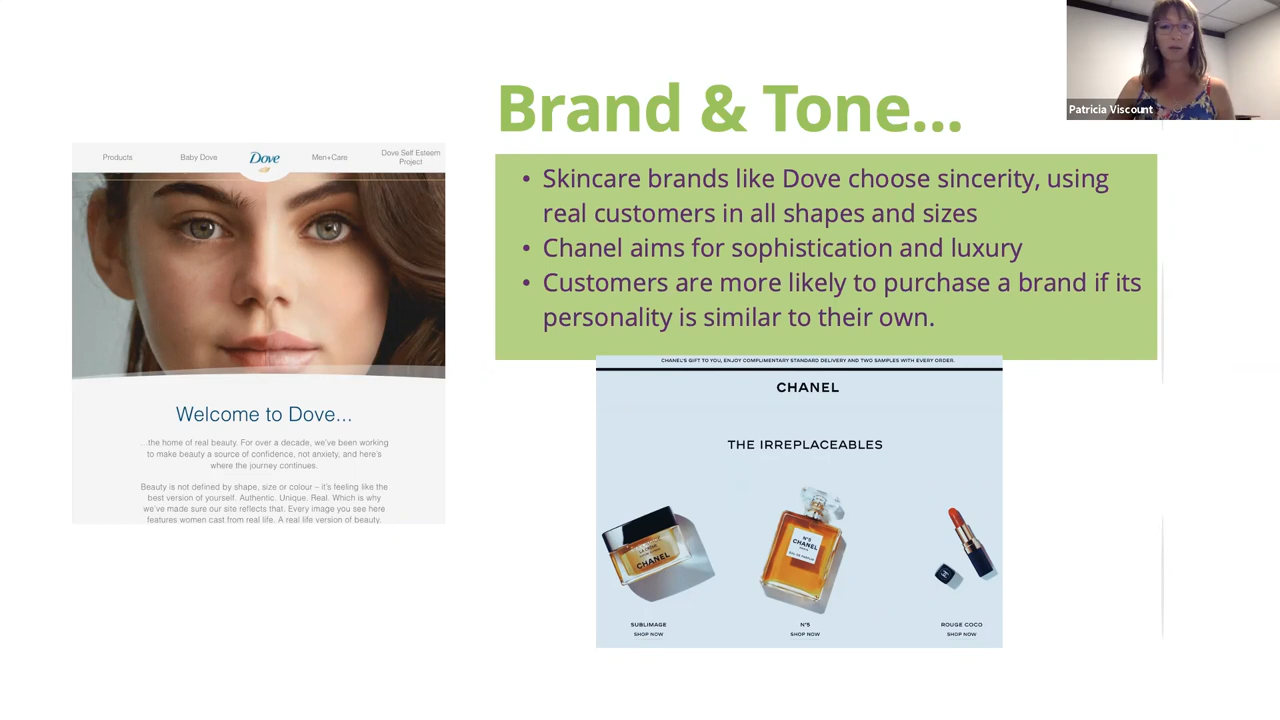 Brand & Tone...
Patricia Viscount
Products
Baby Dove
Dove
Men+Care
Dove Self Esteem
Project
Welcome to Dove...
...the home of real beauty. For over a decade, we've been working
to make beauty a source of confidence, not anxiety, and here's
where the journey continues.
Beauty is not defined by shape, size or colour – it's feeling like the
best version of yourself. Authentic. Unique. Real. Which is why
we've made sure our site reflects that. Every image you see here
features women cast from real life. A real life version of beauty.
• Skincare brands like Dove choose sincerity, using
real customers in all shapes and sizes
• Chanel aims for sophistication and luxury
• Customers are more likely to purchase a brand if its
personality is similar to their own.
CHANEL'S GIFT TO YOU, ENJOY COMPLIMENTARY STANDARD DELIVERY AND TWO SAMPLES WITH EVERY ORDER.
CHANEL
THE IRREPLACEABLES
CHANEL
N°5
CHANEL
PARIS
EAU DE PARFUM
SUBLIMAGE
SHOP NOW
N°5
SHOP NOW
ROUGE COCO
SHOP NOW